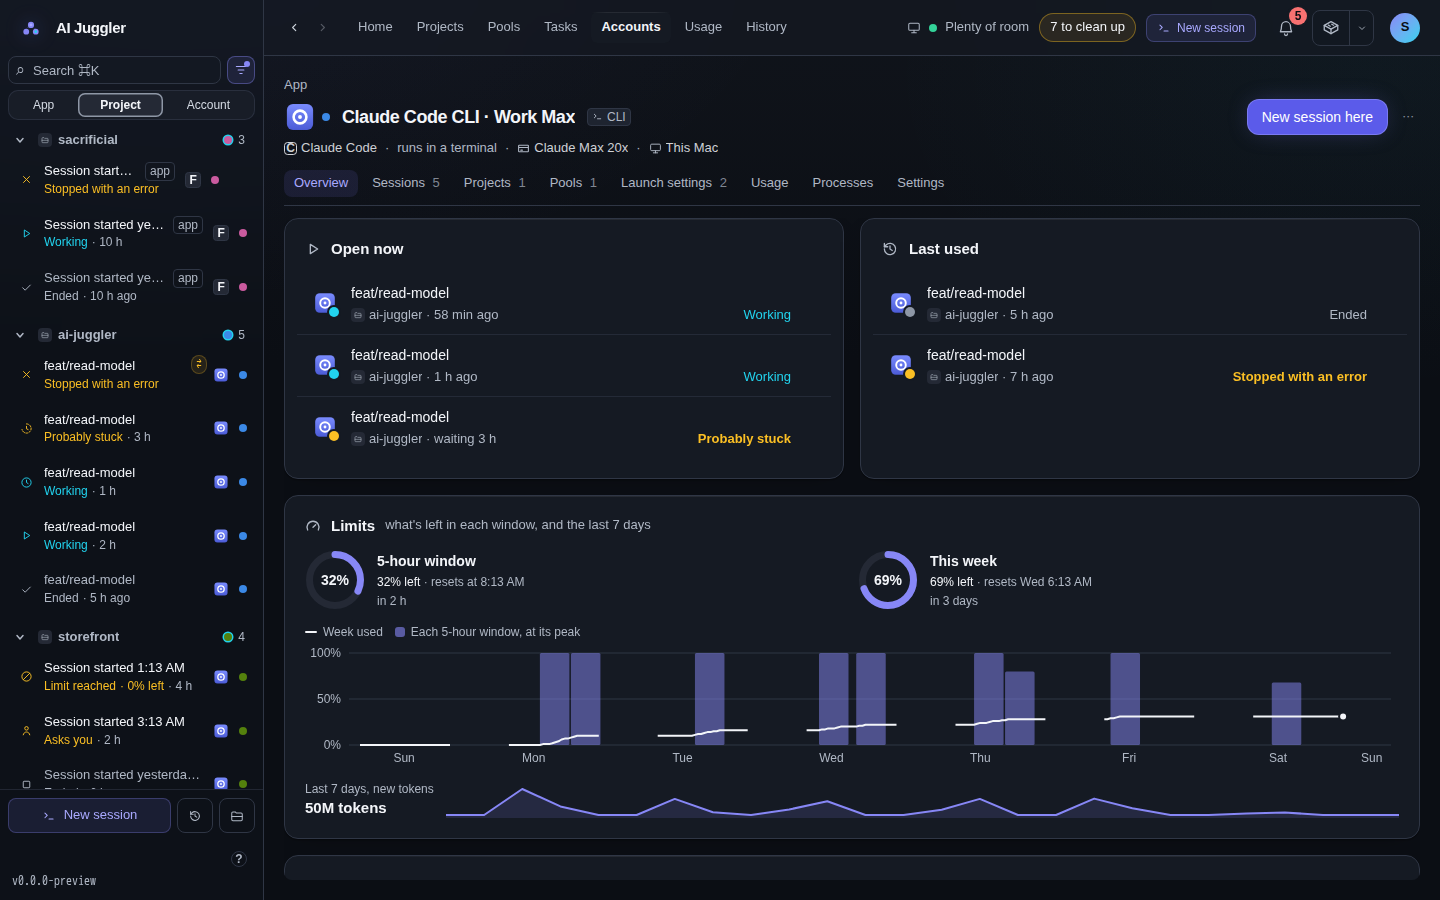 AI Juggler
Search ⌘K
App Project Account
sacrificial 3
Session start… app F
Stopped with an error
Session started ye… app F
Working · 10 h
Session started ye… app F
Ended · 10 h ago
ai-juggler 5
feat/read-model
Stopped with an error
feat/read-model
Probably stuck · 3 h
feat/read-model
Working · 1 h
feat/read-model
Working · 2 h
feat/read-model
Ended · 5 h ago
storefront 4
Session started 1:13 AM
Limit reached · 0% left · 4 h
Session started 3:13 AM
Asks you · 2 h
Session started yesterda…
New session
?
v0.0.0-preview
Home Projects Pools Tasks Accounts Usage History
Plenty of room 7 to clean up New session 5 S
App
Claude Code CLI · Work Max CLI
New session here ···
C Claude Code · runs in a terminal · Claude Max 20x · This Mac
Overview Sessions 5 Projects 1 Pools 1 Launch settings 2 Usage Processes Settings
Open now
feat/read-model
ai-juggler · 58 min ago Working
feat/read-model
ai-juggler · 1 h ago Working
feat/read-model
ai-juggler · waiting 3 h Probably stuck
Last used
feat/read-model
ai-juggler · 5 h ago Ended
feat/read-model
ai-juggler · 7 h ago Stopped with an error
Limits what's left in each window, and the last 7 days
32%
5-hour window
32% left · resets at 8:13 AM
in 2 h
69%
This week
69% left · resets Wed 6:13 AM
in 3 days
Week used Each 5-hour window, at its peak
100%
50%
0%
Sun Mon Tue Wed Thu Fri Sat Sun
Last 7 days, new tokens
50M tokens